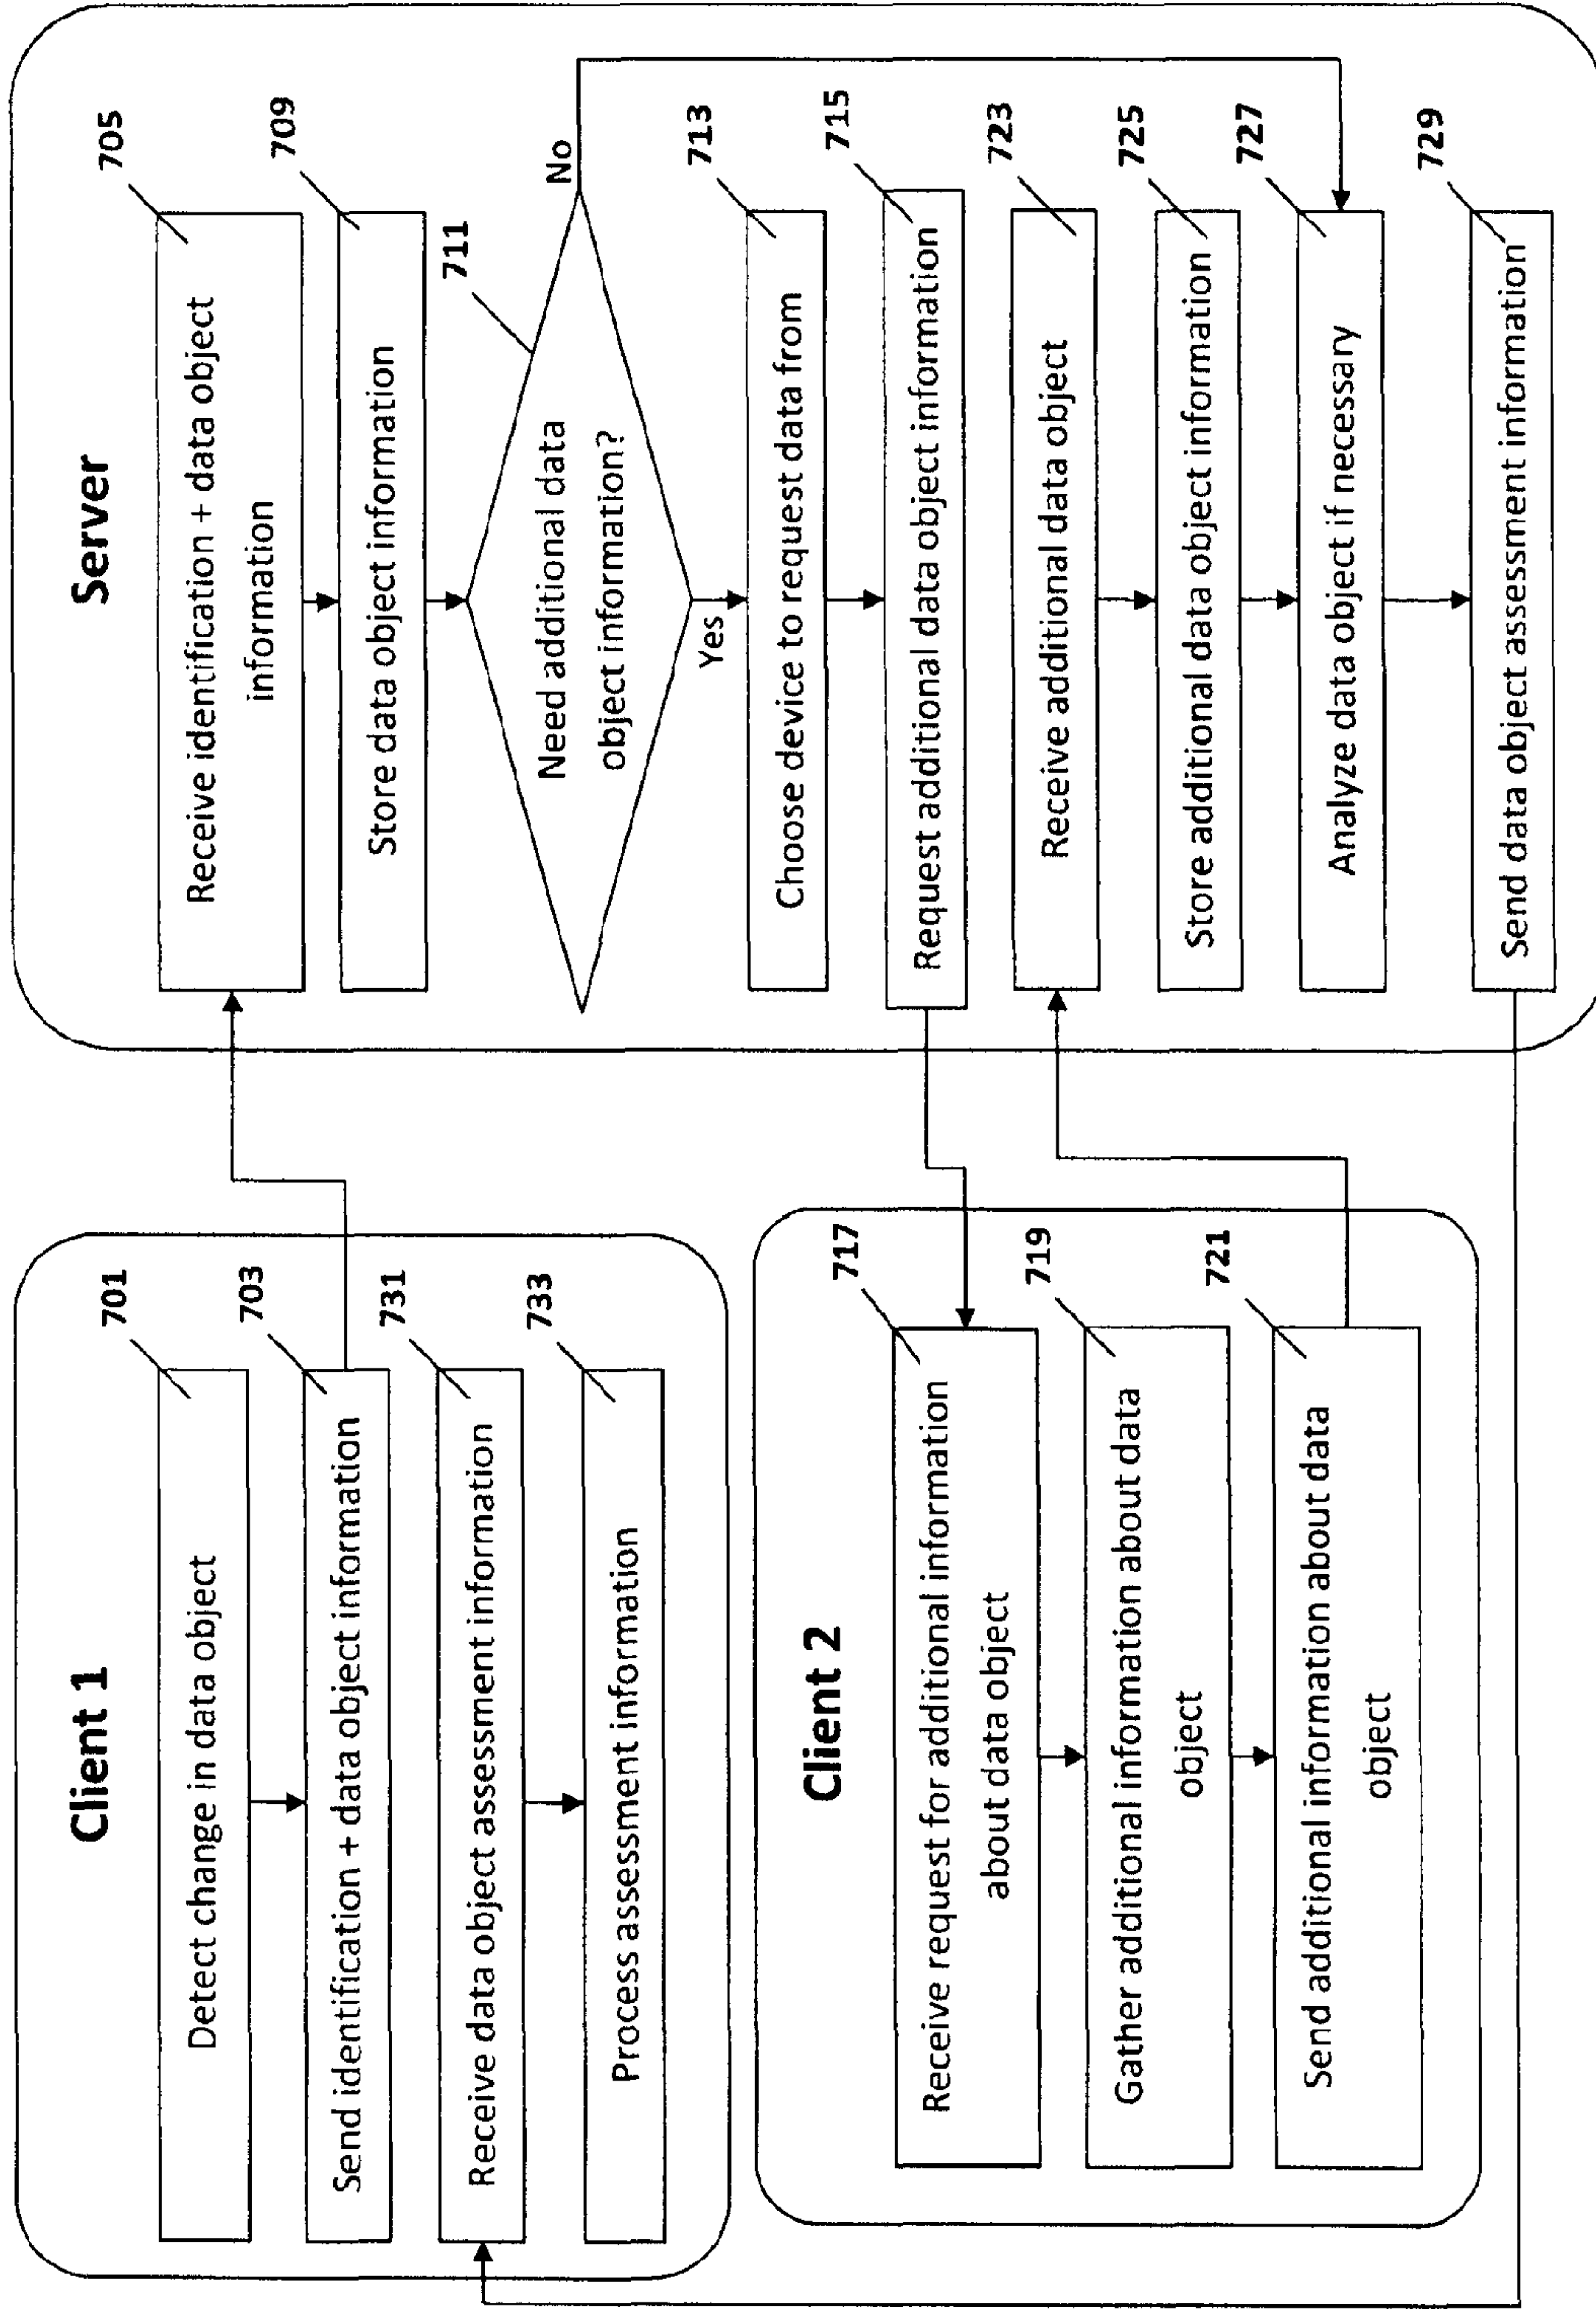 Client 1
701
Detect change in data object
703
Send identification + data object information
731
Receive data object assessment information
733
Process assessment information
Client 2
717
Receive request for additional information
about data object
719
Gather additional information about data
object
721
Send additional information about data
object
Server
705
Receive identification + data object
information
709
Store data object information
711
Need additional data
object information?
No
Yes
713
Choose device to request data from
715
Request additional data object information
723
Receive additional data object
725
Store additional data object information
727
Analyze data object if necessary
729
Send data object assessment information